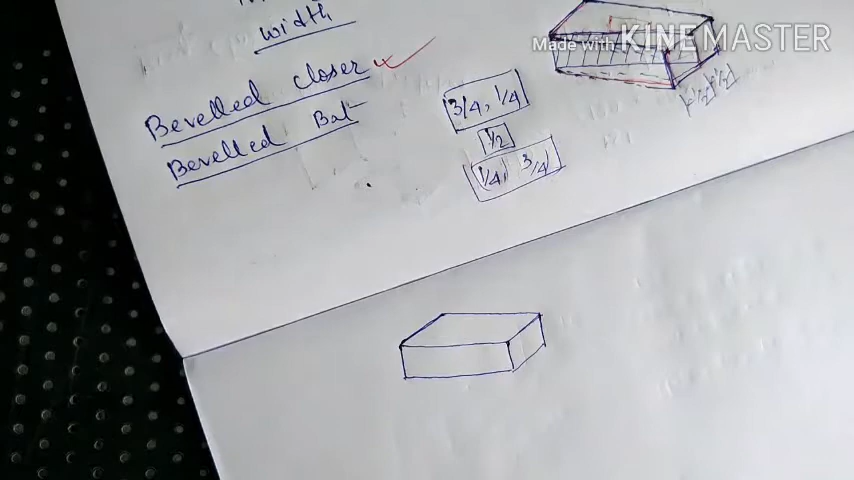 width
Bevelled closer
Bevelled Bat
3/4, 1/4
1/2
1/4, 3/4
Made with KINEMASTER